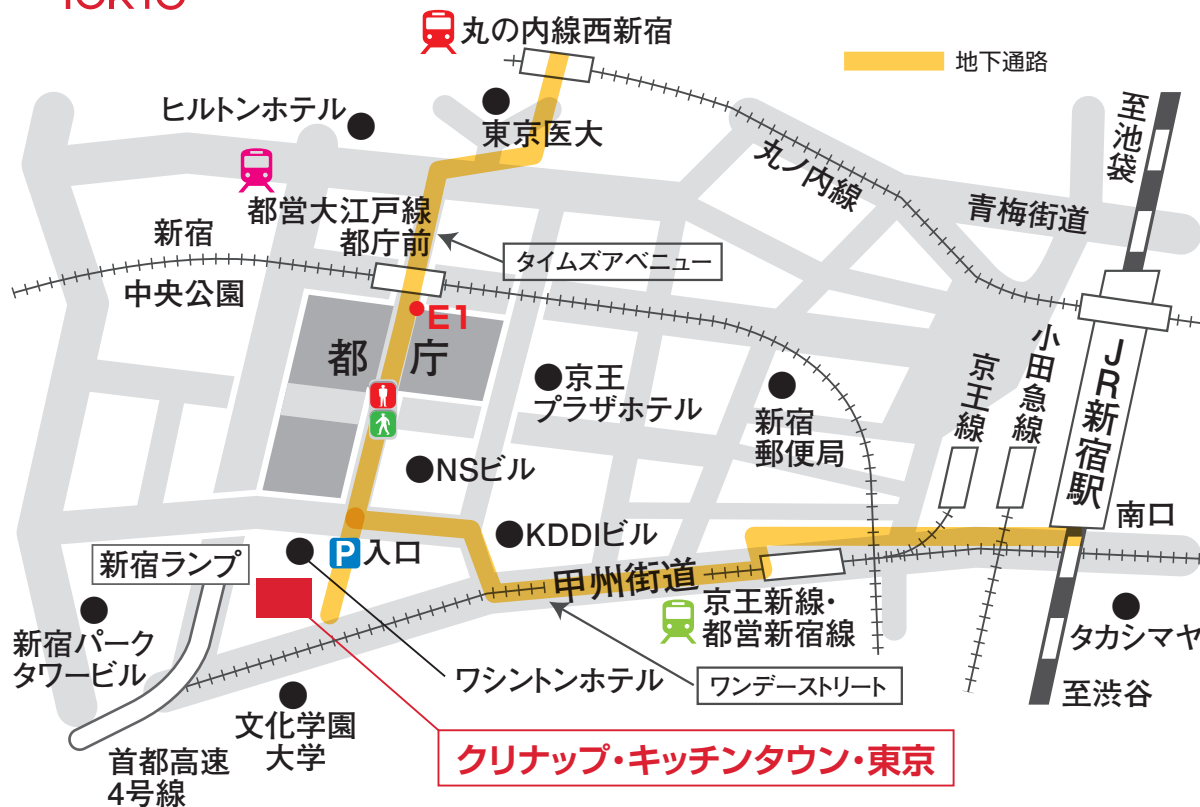 TOKYO
丸の内線西新宿
地下通路
ヒルトンホテル
東京医大
至池袋
丸ノ内線
青梅街道
都営大江戸線
都庁前
新宿
中央公園
タイムズアベニュー
E1
都庁
京王
プラザホテル
新宿
郵便局
京王線
小田急線
JR新宿駅
NSビル
KDDIビル
南口
P入口
新宿ランプ
甲州街道
京王新線・
都営新宿線
タカシマヤ
新宿パーク
タワービル
ワシントンホテル
ワンデーストリート
至渋谷
文化学園
大学
クリナップ・キッチンタウン・東京
首都高速
4号線